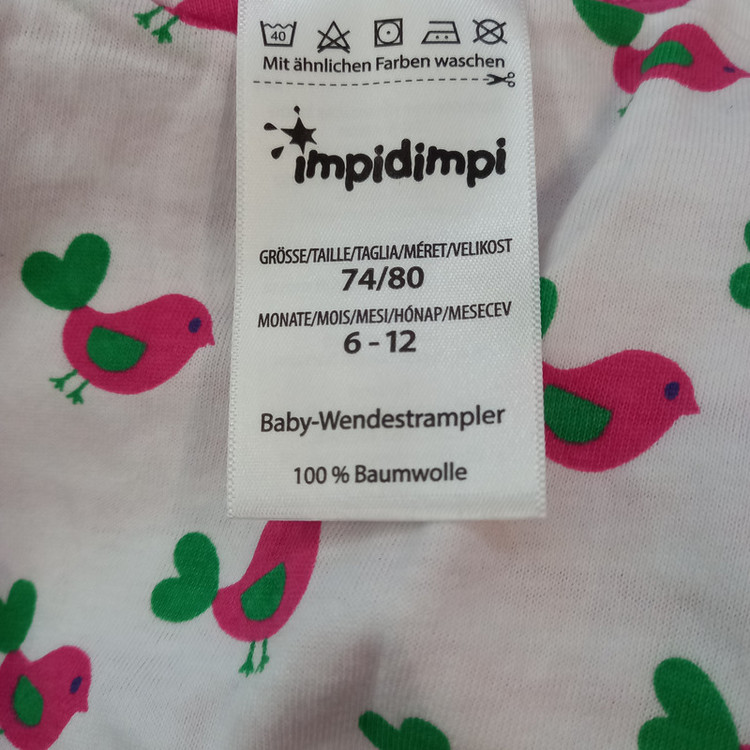 40
Mit ähnlichen Farben waschen
impidimpi
GRÖSSE/TAILLE/TAGLIA/MÉRET/VELIKOST
74/80
MONATE/MOIS/MESI/HÓNAP/MESECEV
6 - 12
Baby-Wendestrampler
100 % Baumwolle